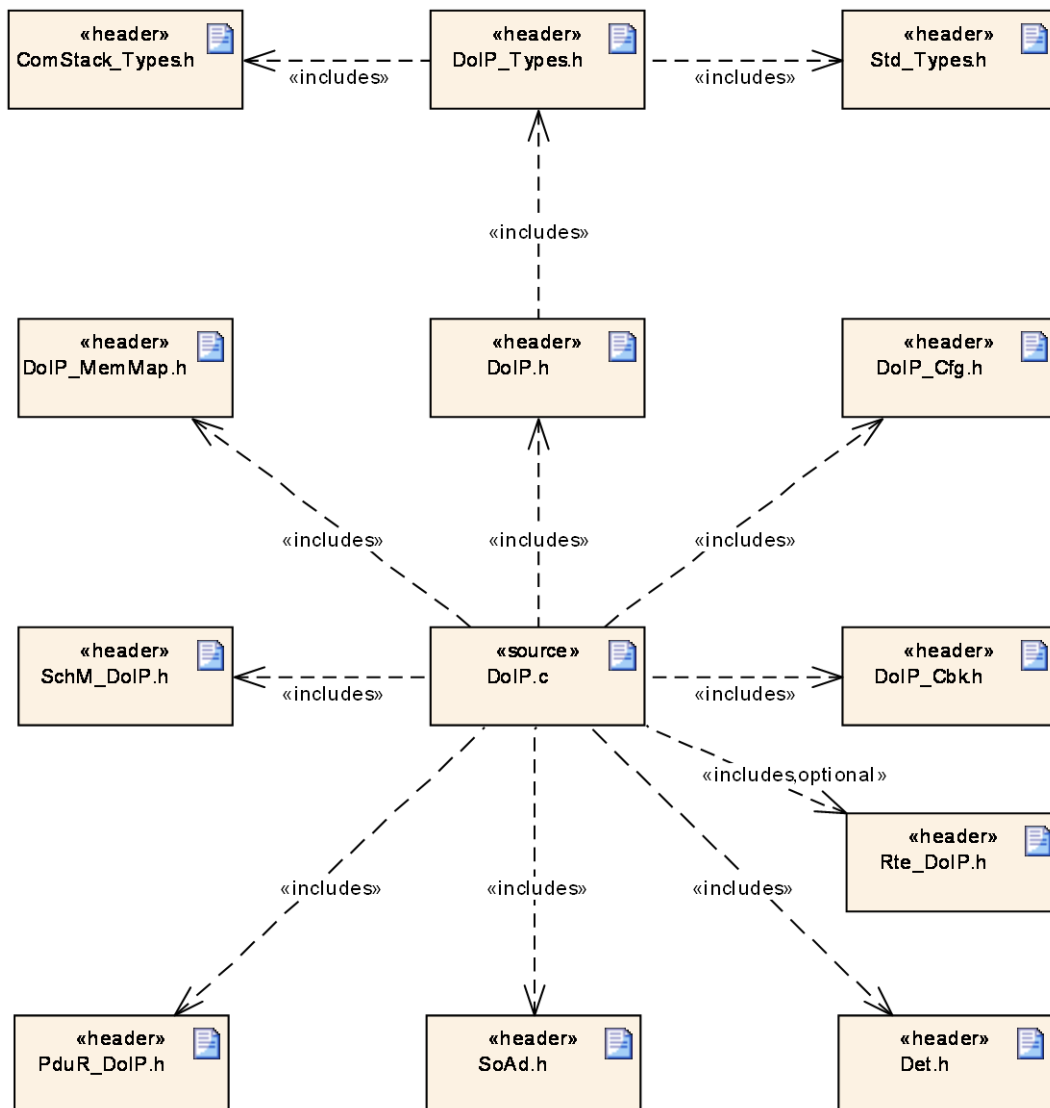 «header»
ComStack_Types.h
«includes»
«header»
DoIP_Types.h
«includes»
«header»
Std_Types.h
«includes»
«header»
DoIP_MemMap.h
«header»
DoIP.h
«header»
DoIP_Cfg.h
«includes»
«includes»
«includes»
«header»
SchM_DoIP.h
«includes»
«source»
DoIP.c
«includes»
«header»
DoIP_Cbk.h
«includes,optional»
«header»
Rte_DoIP.h
«includes»
«includes»
«includes»
«header»
PduR_DoIP.h
«header»
SoAd.h
«header»
Det.h